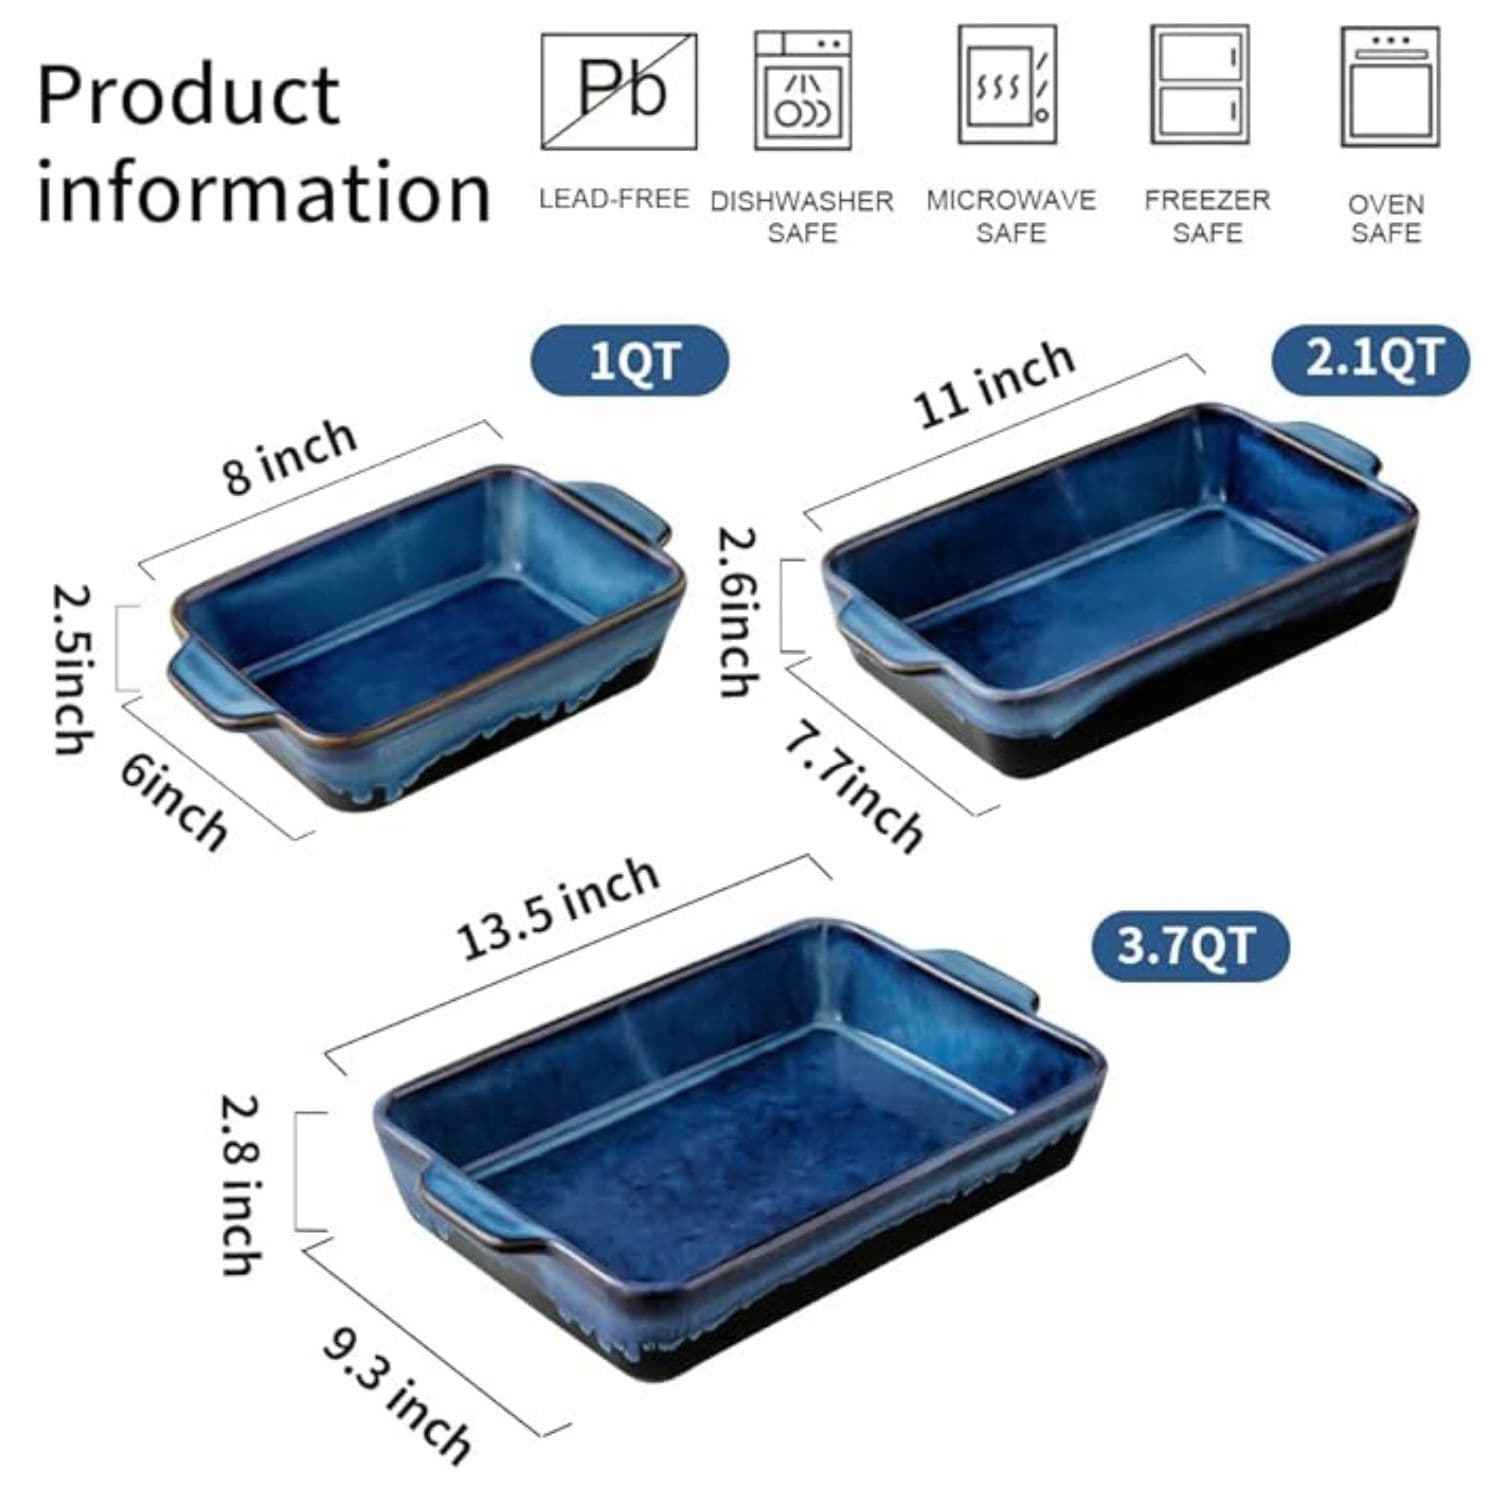 Product
information
Pb
LEAD-FREE
DISHWASHER
SAFE
MICROWAVE
SAFE
FREEZER
SAFE
OVEN
SAFE
1QT
8 inch
2.5inch
6inch
2.1QT
11 inch
2.6inch
7.7inch
3.7QT
13.5 inch
2.8 inch
9.3 inch